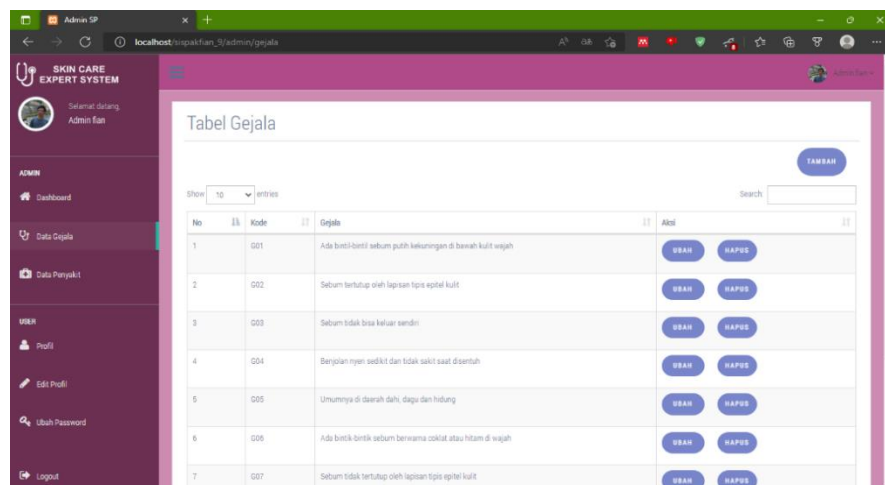 Admin SP
localhost/sispakfian_9/admin/gejala
SKIN CARE
EXPERT SYSTEM
Selamat datang,
Admin fian
Admin fian
ADMIN
Dashboard
Data Gejala
Data Penyakit
USER
Profil
Edit Profil
Ubah Password
Logout
Tabel Gejala
TAMBAH
Show 10 entries
Search:
No Kode Gejala Aksi
1 G01 Ada bintil-bintil sebum putih kekuningan di bawah kulit wajah UBAH HAPUS
2 G02 Sebum tertutup oleh lapisan tipis epitel kulit UBAH HAPUS
3 G03 Sebum tidak bisa keluar sendiri UBAH HAPUS
4 G04 Benjolan nyeri sedikit dan tidak sakit saat disentuh UBAH HAPUS
5 G05 Umumnya di daerah dahi, dagu dan hidung UBAH HAPUS
6 G06 Ada bintik-bintik sebum berwarna coklat atau hitam di wajah UBAH HAPUS
7 G07 Sebum tidak tertutup oleh lapisan tipis epitel kulit UBAH HAPUS